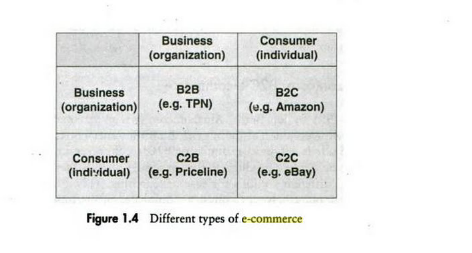 Business
(organization)
Consumer
(individual)
Business
(organization)
B2B
(e.g. TPN)
B2C
(e.g. Amazon)
Consumer
(individual)
C2B
(e.g. Priceline)
C2C
(e.g. eBay)
Figure 1.4 Different types of e-commerce